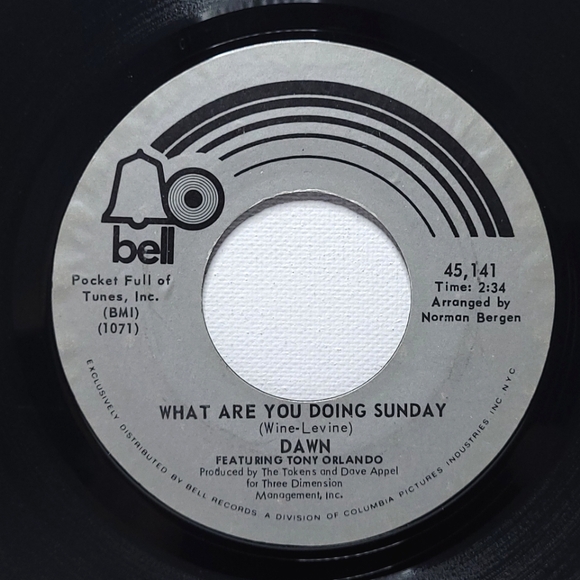 bell
Pocket Full of
Tunes, Inc.
(BMI)
(1071)
45,141
Time: 2:34
Arranged by
Norman Bergen
WHAT ARE YOU DOING SUNDAY
(Wine-Levine)
DAWN
FEATURING TONY ORLANDO
Produced by The Tokens and Dave Appel
for Three Dimension
Management, Inc.
EXCLUSIVELY DISTRIBUTED BY BELL RECORDS A DIVISION OF COLUMBIA PICTURES INDUSTRIES INC NYC